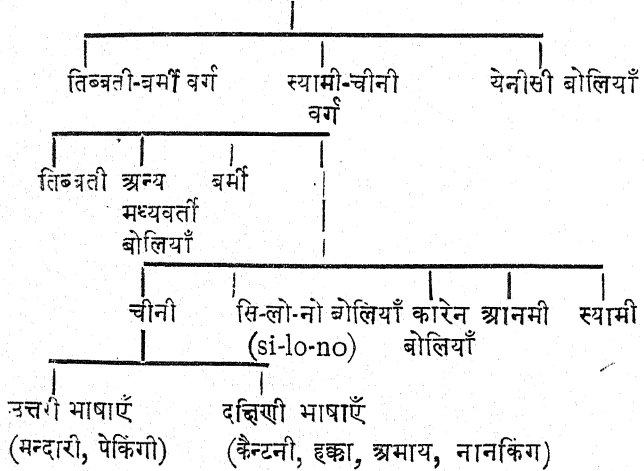 तिब्बती-बर्मी वर्ग स्यामी-चीनी येनीसी बोलियाँ
वर्ग
तिब्बती अन्य बर्मी
मध्यवर्ती
बोलियाँ
चीनी सि-लो-नो बोलियाँ कारेन आनमी स्यामी
(si-lo-no) बोलियाँ
उत्तरी भाषाएँ दक्षिणी भाषाएँ
(मन्दारी, पेकिंगी) (कैन्टनी, हक्का, अमाय, नानकिंग)